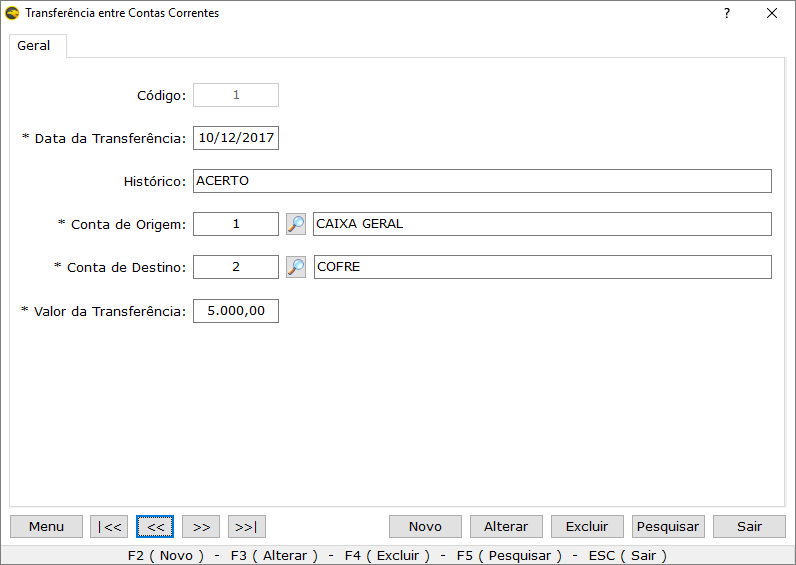 Transferência entre Contas Correntes ?
Geral
Código: 1
* Data da Transferência: 10/12/2017
Histórico: ACERTO
* Conta de Origem: 1 CAIXA GERAL
* Conta de Destino: 2 COFRE
* Valor da Transferência: 5.000,00
Menu |<< << >> >>| Novo Alterar Excluir Pesquisar Sair
F2 ( Novo ) - F3 ( Alterar ) - F4 ( Excluir ) - F5 ( Pesquisar ) - ESC ( Sair )